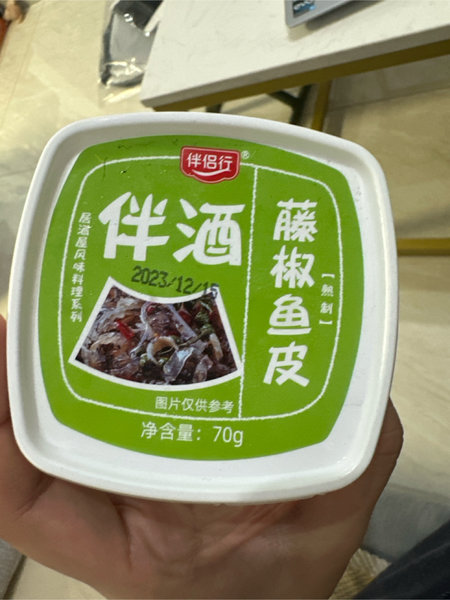 伴侣行®
伴酒
2023/12/15
居酒屋风味料理系列
藤椒鱼皮
【熟制】
图片仅供参考
净含量：70g